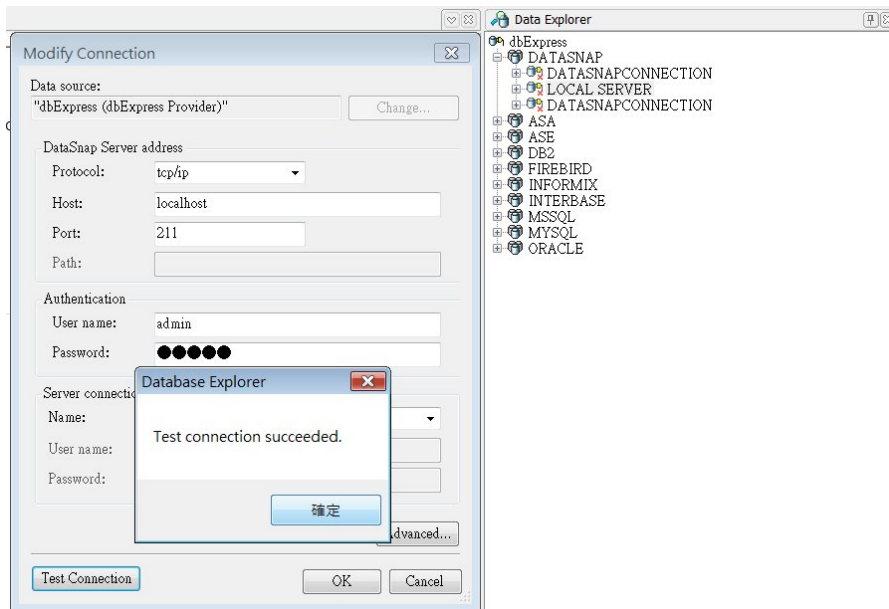 Data Explorer
dbExpress
DATASNAP
DATASNAPCONNECTION
LOCAL SERVER
DATASNAPCONNECTION
ASA
ASE
DB2
FIREBIRD
INFORMIX
INTERBASE
MSSQL
MYSQL
ORACLE
Modify Connection
Data source:
"dbExpress (dbExpress Provider)"
Change...
DataSnap Server address
Protocol: tcp/ip
Host: localhost
Port: 211
Path:
Authentication
User name: admin
Password: ●●●●●
Server connectio
Name:
User name:
Password:
Database Explorer
Test connection succeeded.
確定
dvanced...
Test Connection OK Cancel